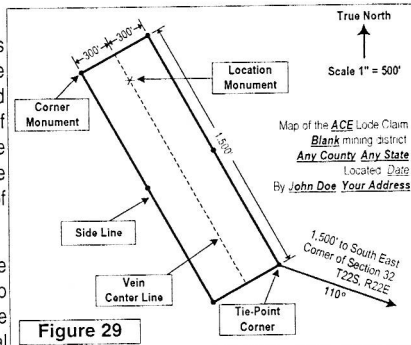 True North
Scale 1" = 500'
300'
300'
Location
Monument
Corner
Monument
1,500'
Map of the ACE Lode Claim
Blank mining district
Any County Any State
Located Date
By John Doe Your Address
Side Line
Vein
Center Line
1,500' to South East
Corner of Section 32
T22S, R22E
110°
Tie-Point
Corner
Figure 29